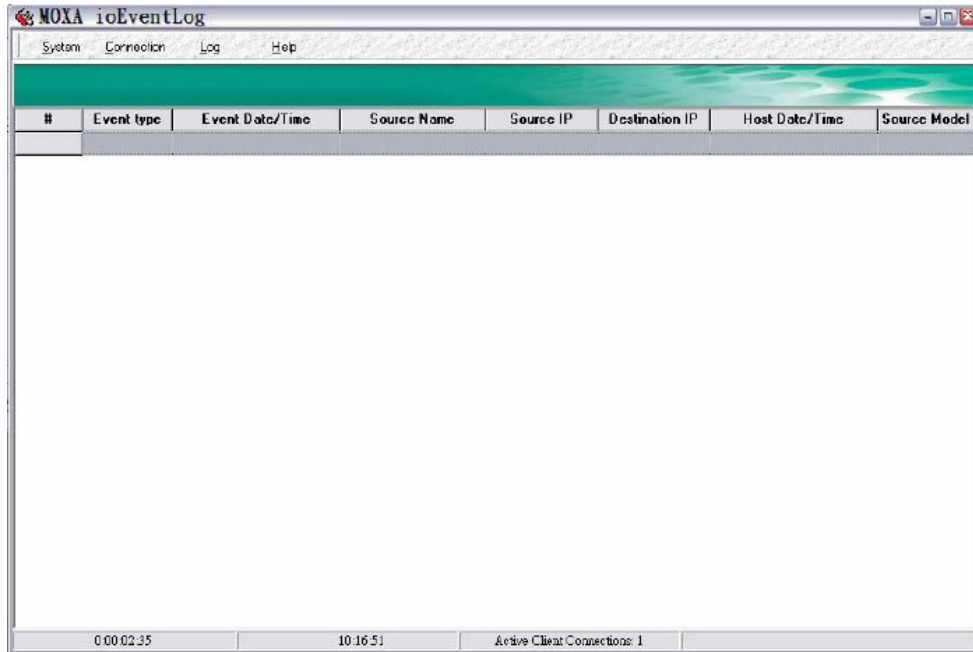 MOXA ioEventLog
System Connection Log Help
# Event type Event Date/Time Source Name Source IP Destination IP Host Date/Time Source Model
0:00:02:35 10:16:51 Active Client Connections: 1